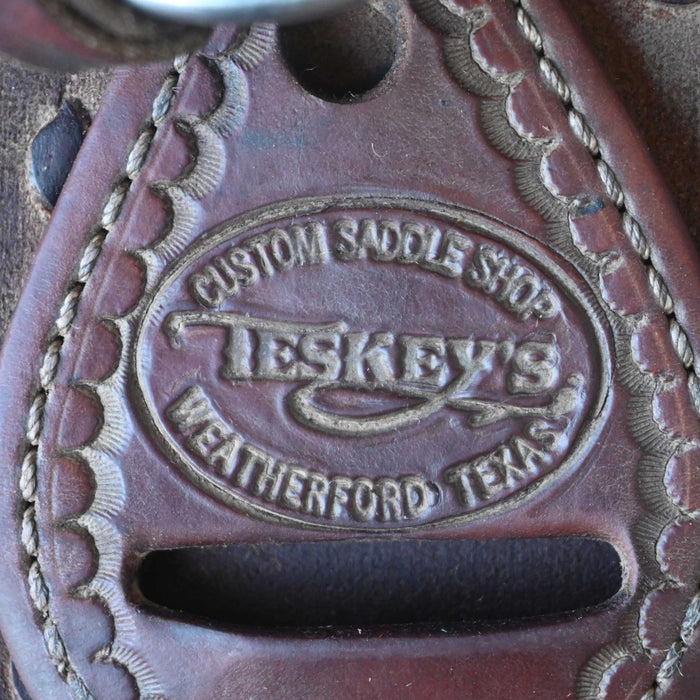 CUSTOM SADDLE SHOP
TESKEY'S
WEATHERFORD, TEXAS